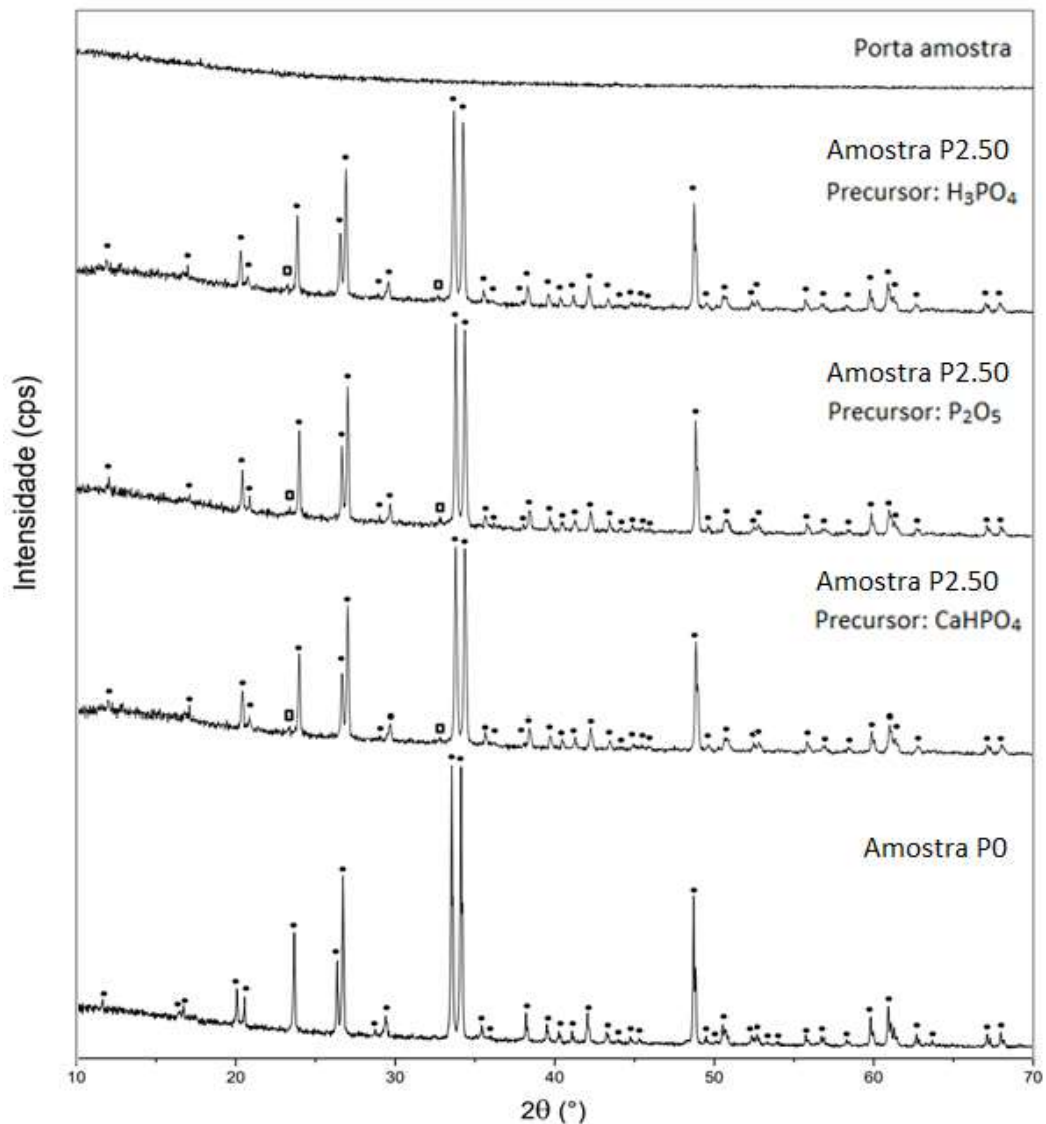 Porta amostra
Amostra P2.50
Precursor: H₃PO₄
Amostra P2.50
Precursor: P₂O₅
Amostra P2.50
Precursor: CaHPO₄
Amostra P0
Intensidade (cps)
10 20 30 40 50 60 70
2θ (°)